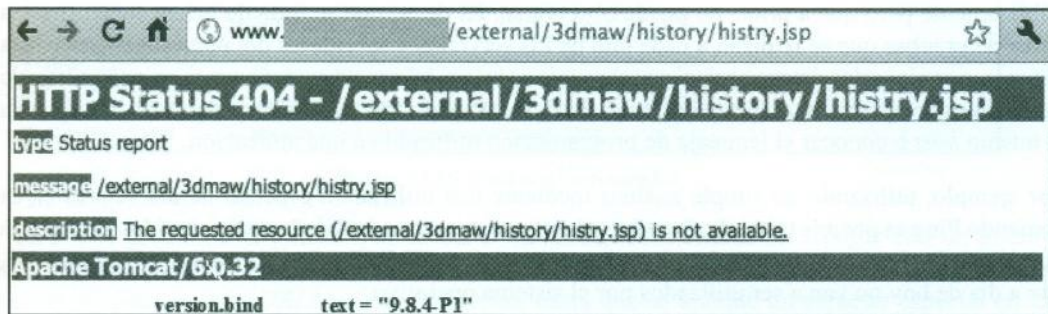 www. /external/3dmaw/history/histry.jsp
HTTP Status 404 - /external/3dmaw/history/histry.jsp
type Status report
message /external/3dmaw/history/histry.jsp
description The requested resource (/external/3dmaw/history/histry.jsp) is not available.
Apache Tomcat/6.0.32
version.bind text = "9.8.4-P1"